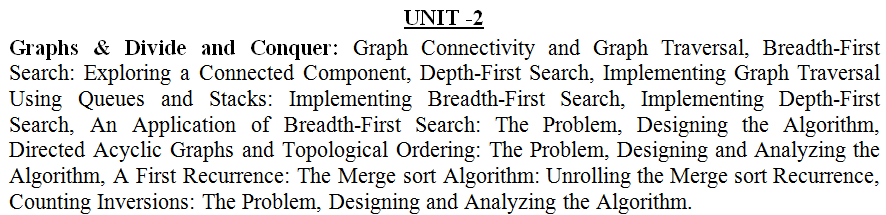 UNIT -2
Graphs & Divide and Conquer: Graph Connectivity and Graph Traversal, Breadth-First
Search: Exploring a Connected Component, Depth-First Search, Implementing Graph Traversal
Using Queues and Stacks: Implementing Breadth-First Search, Implementing Depth-First
Search, An Application of Breadth-First Search: The Problem, Designing the Algorithm,
Directed Acyclic Graphs and Topological Ordering: The Problem, Designing and Analyzing the
Algorithm, A First Recurrence: The Merge sort Algorithm: Unrolling the Merge sort Recurrence,
Counting Inversions: The Problem, Designing and Analyzing the Algorithm.